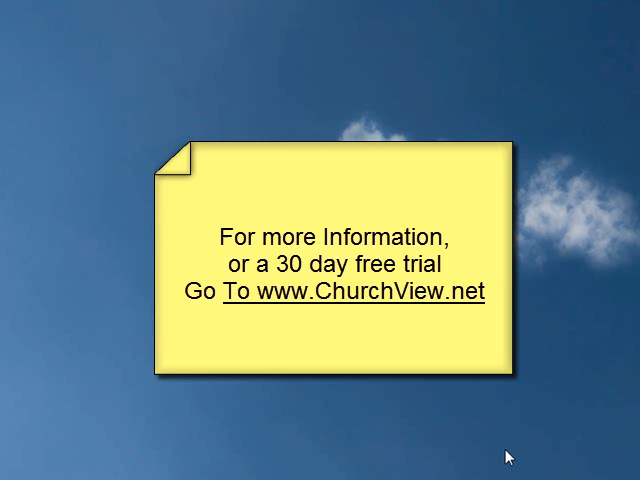 For more Information,
or a 30 day free trial
Go To www.ChurchView.net